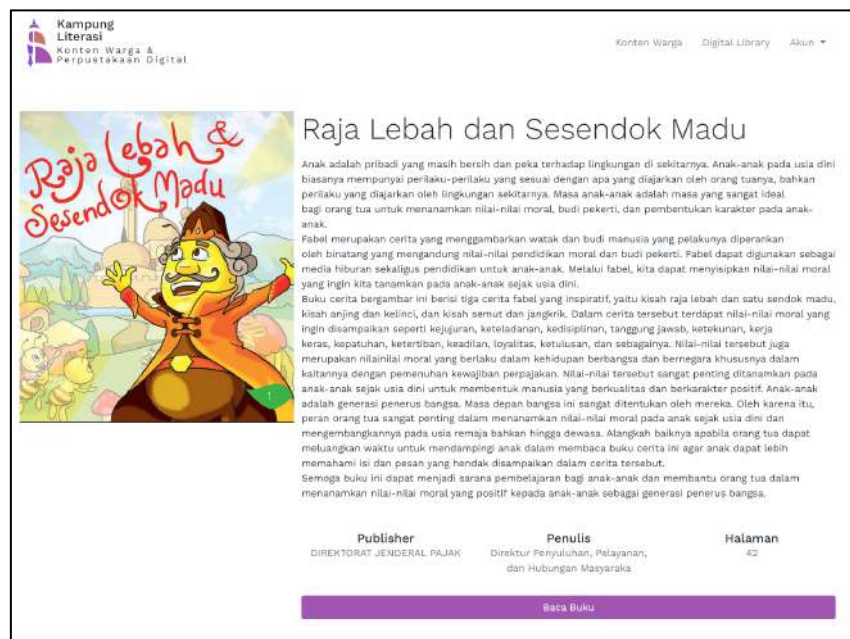 Kampung
Literasi
Konten Warga &
Perpustakaan Digital
Konten Warga Digital Library Akun
Raja Lebah &
Sesendok Madu
Raja Lebah dan Sesendok Madu
Anak adalah pribadi yang masih bersih dan peka terhadap lingkungan di sekitarnya. Anak-anak pada usia dini
biasanya mempunyai perilaku-perilaku yang sesuai dengan apa yang diajarkan oleh orang tuanya, bahkan
perilaku yang diajarkan oleh lingkungan sekitarnya. Masa anak-anak adalah masa yang sangat ideal
bagi orang tua untuk menanamkan nilai-nilai moral, budi pekerti, dan pembentukan karakter pada anak-
anak.
Fabel merupakan cerita yang menggambarkan watak dan budi manusia yang pelakunya diperankan
oleh binatang yang mengandung nilai-nilai pendidikan moral dan budi pekerti. Fabel dapat digunakan sebagai
media hiburan sekaligus pendidikan untuk anak-anak. Melalui fabel, kita dapat menyisipkan nilai-nilai moral
yang ingin kita tanamkan pada anak-anak sejak usia dini.
Buku cerita bergambar ini berisi tiga cerita fabel yang inspiratif, yaitu kisah raja lebah dan satu sendok madu,
kisah anjing dan kelinci, dan kisah semut dan jangkrik. Dalam cerita tersebut terdapat nilai-nilai moral yang
ingin disampaikan seperti kejujuran, keteladanan, kedisiplinan, tanggung jawab, ketekunan, kerja
keras, kepatuhan, ketertiban, keadilan, loyalitas, ketulusan, dan sebagainya. Nilai-nilai tersebut juga
merupakan nilainilai moral yang berlaku dalam kehidupan berbangsa dan bernegara khususnya dalam
kaitannya dengan pemenuhan kewajiban perpajakan. Nilai-nilai tersebut sangat penting ditanamkan pada
anak-anak sejak usia dini untuk membentuk manusia yang berkualitas dan berkarakter positif. Anak-anak
adalah generasi penerus bangsa. Masa depan bangsa ini sangat ditentukan oleh mereka. Oleh karena itu,
peran orang tua sangat penting dalam menanamkan nilai-nilai moral pada anak sejak usia dini dan
mengembangkannya pada usia remaja bahkan hingga dewasa. Alangkah baiknya apabila orang tua dapat
meluangkan waktu untuk mendampingi anak dalam membaca buku cerita ini agar anak dapat lebih
memahami isi dan pesan yang hendak disampaikan dalam cerita tersebut.
Semoga buku ini dapat menjadi sarana pembelajaran bagi anak-anak dan membantu orang tua dalam
menanamkan nilai-nilai moral yang positif kepada anak-anak sebagai generasi penerus bangsa.
Publisher Penulis Halaman
DIREKTORAT JENDERAL PAJAK Direktur Penyuluhan, Pelayanan, 42
dan Hubungan Masyaraka
Baca Buku